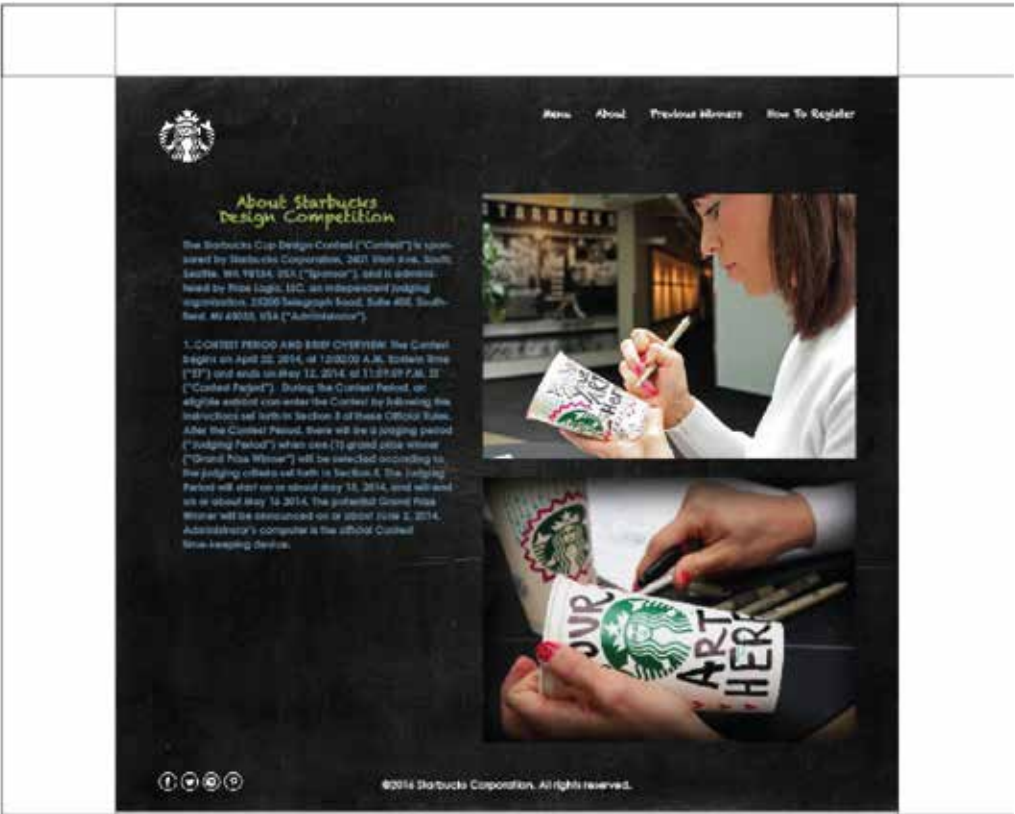 Menu About Previous Winners How To Register
About Starbucks
Design Competition
The Starbucks Cup Design Contest ("Contest") is spon-
sored by Starbucks Corporation, 2401 Utah Ave. South,
Seattle, WA 98134, USA ("Sponsor"), and is adminis-
tered by Prize Logic, LLC, an independent judging
organization, 25200 Telegraph Road, Suite 405, South-
field, MI 48033, USA ("Administrator").
1. CONTEST PERIOD AND BRIEF OVERVIEW: The Contest
begins on April 22, 2014, at 12:00:00 A.M. Eastern Time
("ET") and ends on May 12, 2014, at 11:59:59 P.M. ET
("Contest Period"). During the Contest Period, an
eligible entrant can enter the Contest by following the
instructions set forth in Section 3 of these Official Rules.
After the Contest Period, there will be a judging period
("Judging Period") when one (1) grand prize winner
("Grand Prize Winner") will be selected according to
the judging criteria set forth in Section 4. The Judging
Period will start on or about May 13, 2014, and will end
on or about May 16 2014. The potential Grand Prize
Winner will be announced on or about June 2, 2014.
Administrator's computer is the official Contest
time-keeping device.
ART
Here
OUR
ART
HERE
©2016 Starbucks Corporation. All rights reserved.